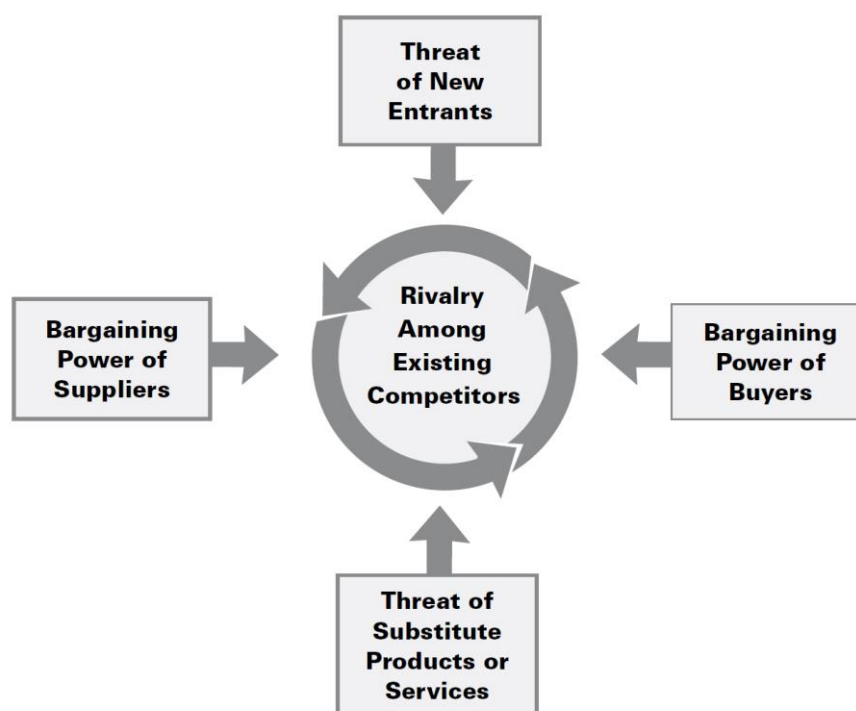 Threat
of New
Entrants
Bargaining
Power of
Suppliers
Rivalry
Among
Existing
Competitors
Bargaining
Power of
Buyers
Threat of
Substitute
Products or
Services